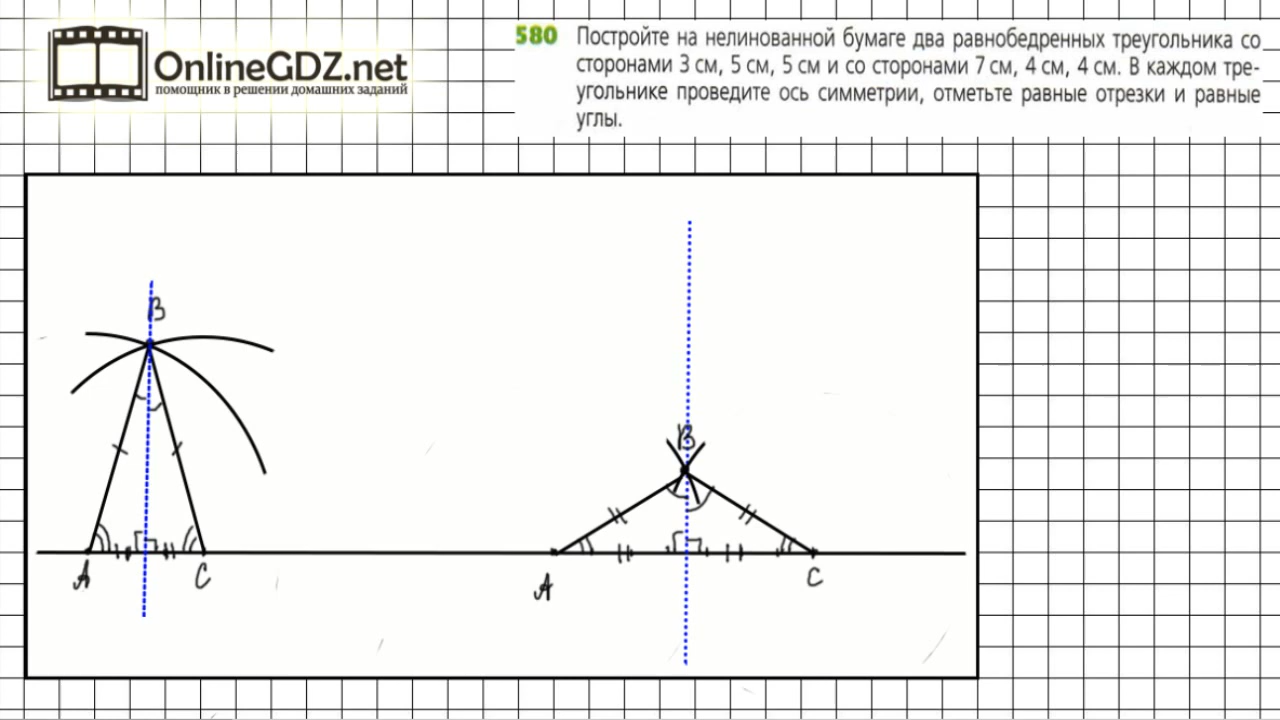 OnlineGDZ.net
помощник в решении домашних заданий
580 Постройте на нелинованной бумаге два равнобедренных треугольника со
сторонами 3 см, 5 см, 5 см и со сторонами 7 см, 4 см, 4 см. В каждом тре-
угольнике проведите ось симметрии, отметьте равные отрезки и равные
углы.
B
A C
B
A C